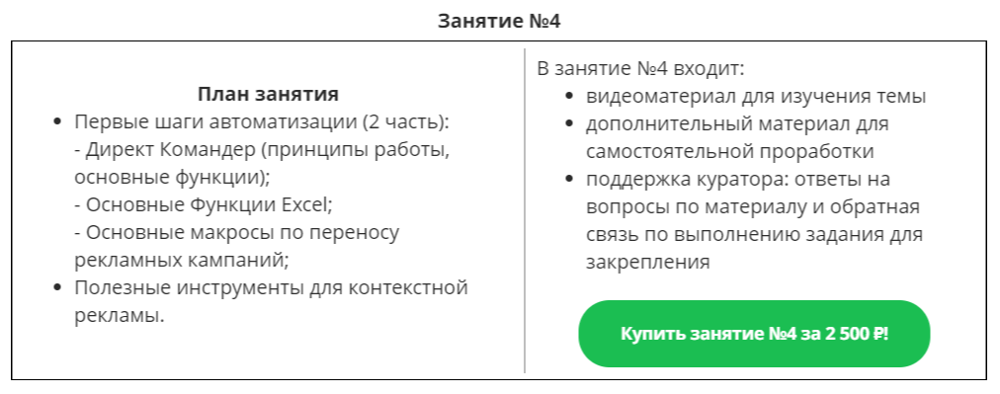 Занятие №4
План занятия
• Первые шаги автоматизации (2 часть):
- Директ Командер (принципы работы,
основные функции);
- Основные Функции Excel;
- Основные макросы по переносу
рекламных кампаний;
• Полезные инструменты для контекстной
рекламы.
В занятие №4 входит:
• видеоматериал для изучения темы
• дополнительный материал для
самостоятельной проработки
• поддержка куратора: ответы на
вопросы по материалу и обратная
связь по выполнению задания для
закрепления
Купить занятие №4 за 2 500 ₽!